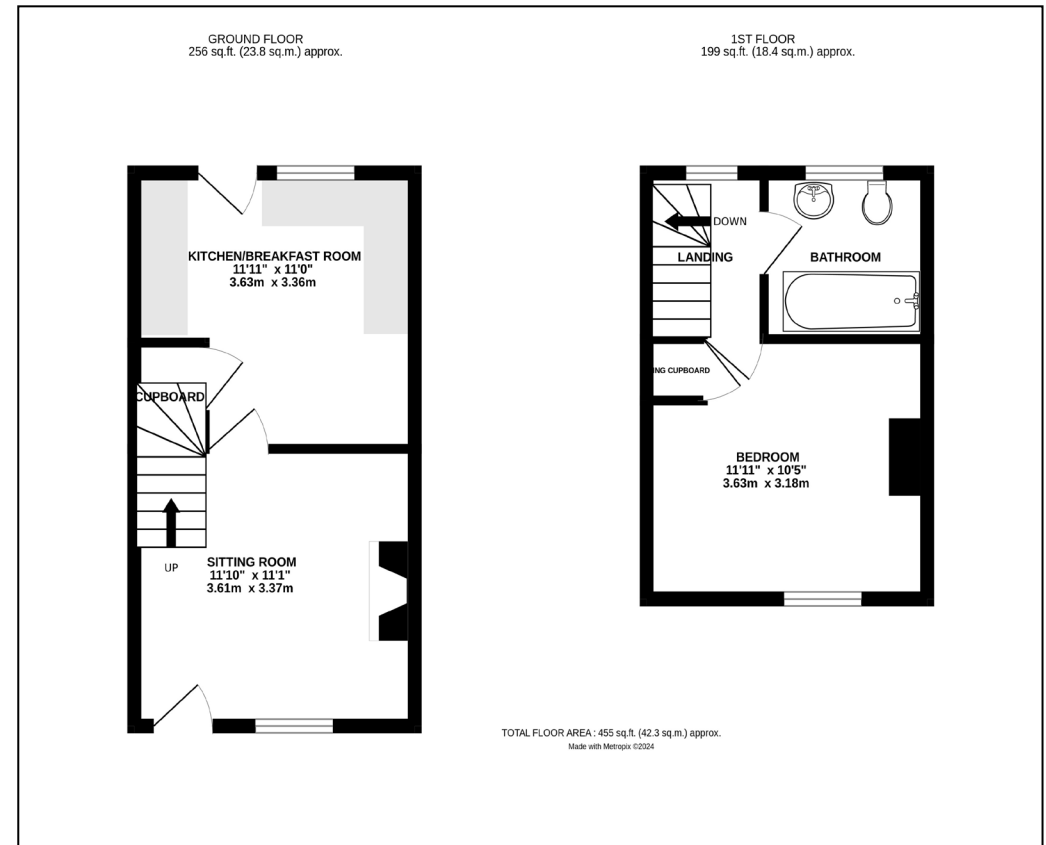 GROUND FLOOR
256 sq.ft. (23.8 sq.m.) approx.
1ST FLOOR
199 sq.ft. (18.4 sq.m.) approx.
KITCHEN/BREAKFAST ROOM
11'11" x 11'0"
3.63m x 3.36m
CUPBOARD
UP
SITTING ROOM
11'10" x 11'1"
3.61m x 3.37m
DOWN
LANDING
BATHROOM
ING CUPBOARD
BEDROOM
11'11" x 10'5"
3.63m x 3.18m
TOTAL FLOOR AREA : 455 sq.ft. (42.3 sq.m.) approx.
Made with Metropix ©2024